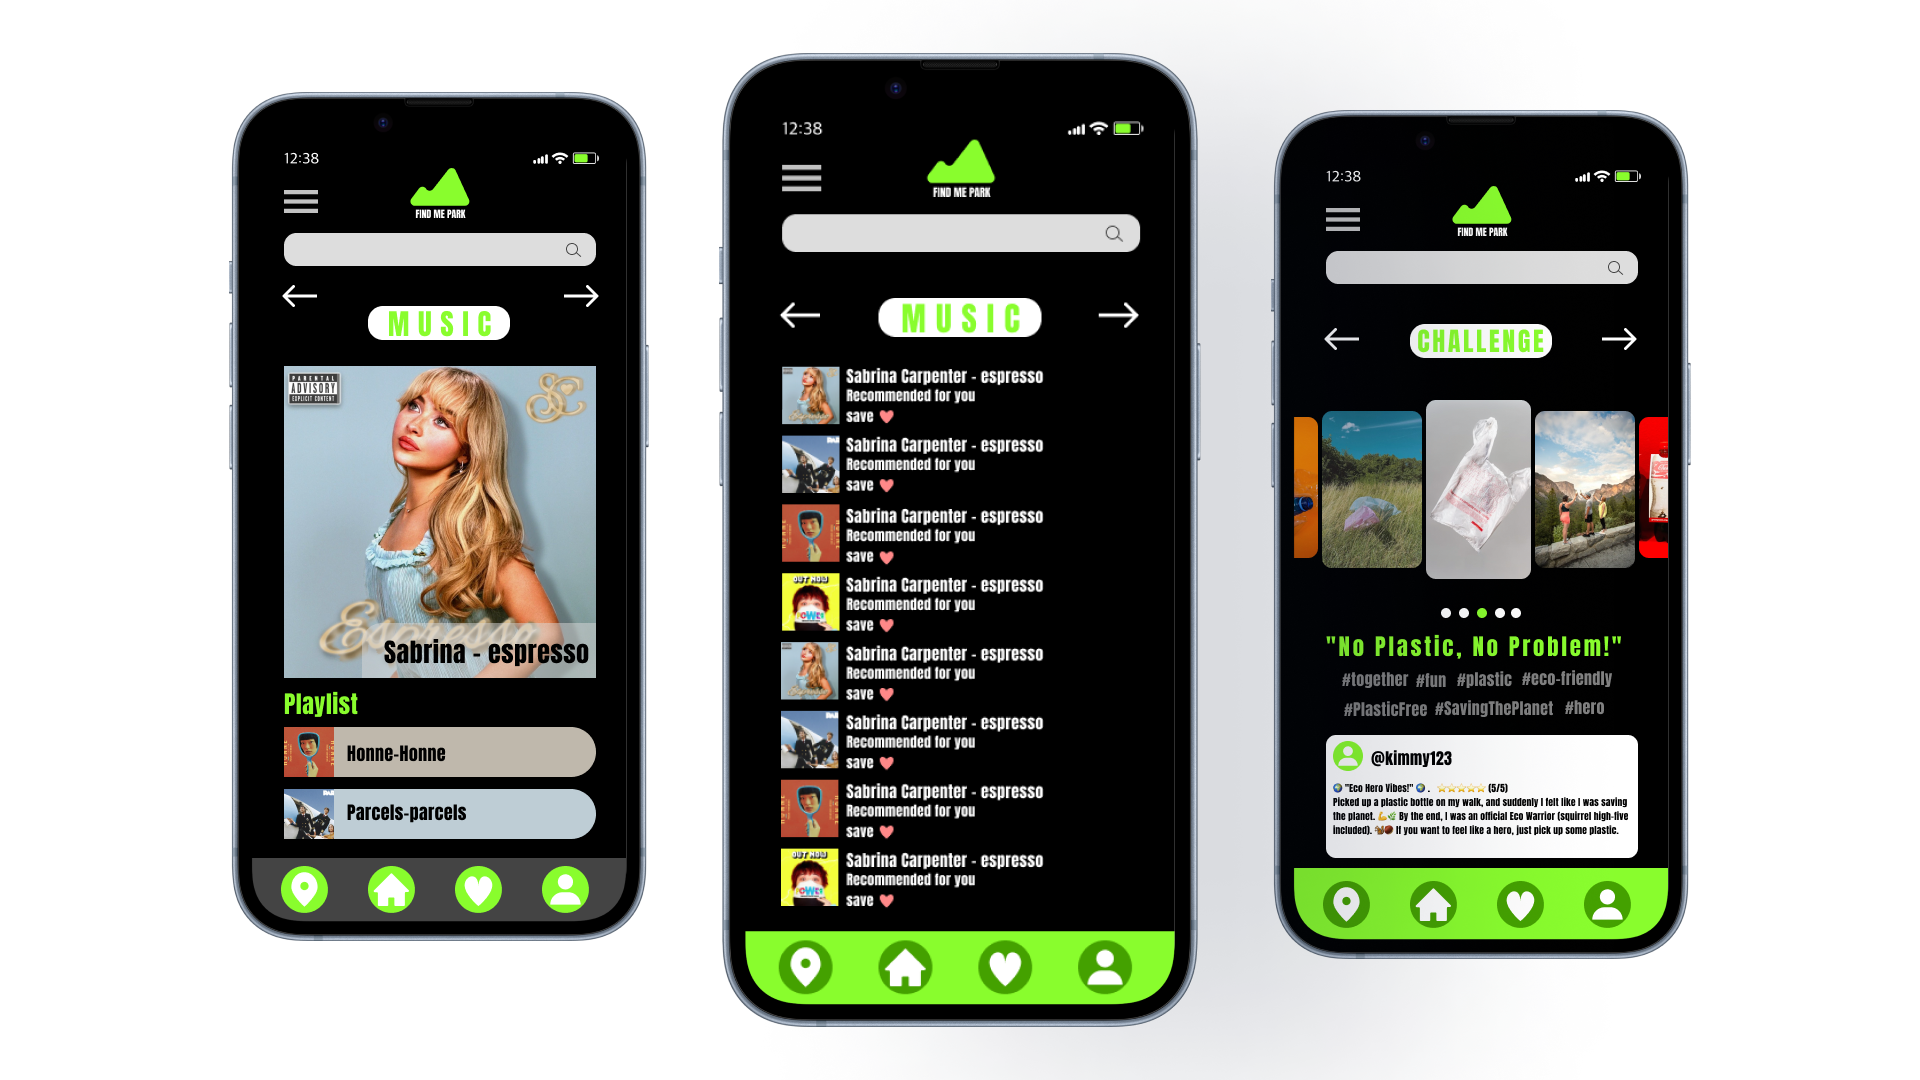 12:38
FIND ME PARK
MUSIC
PARENTAL
ADVISORY
EXPLICIT CONTENT
SC
Espresso
Sabrina - espresso
Playlist
Honne-Honne
Parcels-parcels
12:38
FIND ME PARK
MUSIC
Sabrina Carpenter - espresso
Recommended for you
save ❤️
Sabrina Carpenter - espresso
Recommended for you
save ❤️
Sabrina Carpenter - espresso
Recommended for you
save ❤️
OUT NOW
Sabrina Carpenter - espresso
Recommended for you
save ❤️
Sabrina Carpenter - espresso
Recommended for you
save ❤️
Sabrina Carpenter - espresso
Recommended for you
save ❤️
Sabrina Carpenter - espresso
Recommended for you
save ❤️
OUT NOW
Sabrina Carpenter - espresso
Recommended for you
save ❤️
12:38
FIND ME PARK
CHALLENGE
"No Plastic, No Problem!"
#together #fun #plastic #eco-friendly
#PlasticFree #SavingThePlanet #hero
@kimmy123
🌍 "Eco Hero Vibes!" 🌍 . ⭐⭐⭐⭐⭐ (5/5)
Picked up a plastic bottle on my walk, and suddenly I felt like I was saving
the planet. 💪🌿 By the end, I was an official Eco Warrior (squirrel high-five
included). 🐿️🌰 If you want to feel like a hero, just pick up some plastic.